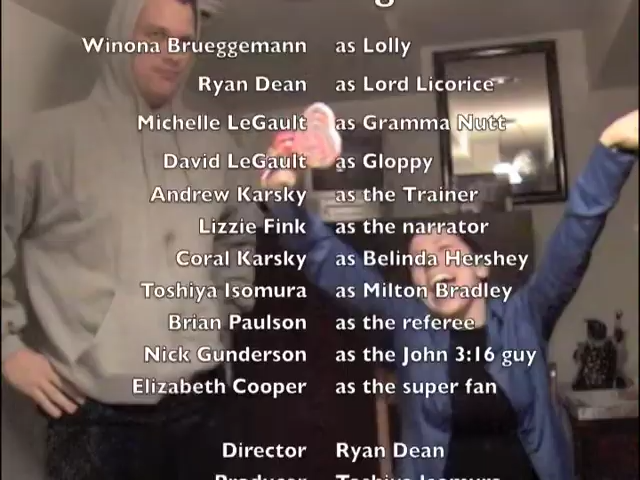 Winona Brueggemann as Lolly
Ryan Dean as Lord Licorice
Michelle LeGault as Gramma Nutt
David LeGault as Gloppy
Andrew Karsky as the Trainer
Lizzie Fink as the narrator
Coral Karsky as Belinda Hershey
Toshiya Isomura as Milton Bradley
Brian Paulson as the referee
Nick Gunderson as the John 3:16 guy
Elizabeth Cooper as the super fan
Director Ryan Dean
Producer Toshiya Isomura